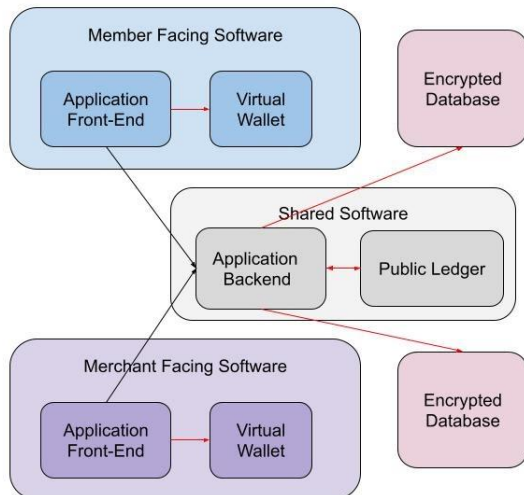 Member Facing Software
Application
Front-End
Virtual
Wallet
Encrypted
Database
Shared Software
Application
Backend
Public Ledger
Merchant Facing Software
Application
Front-End
Virtual
Wallet
Encrypted
Database